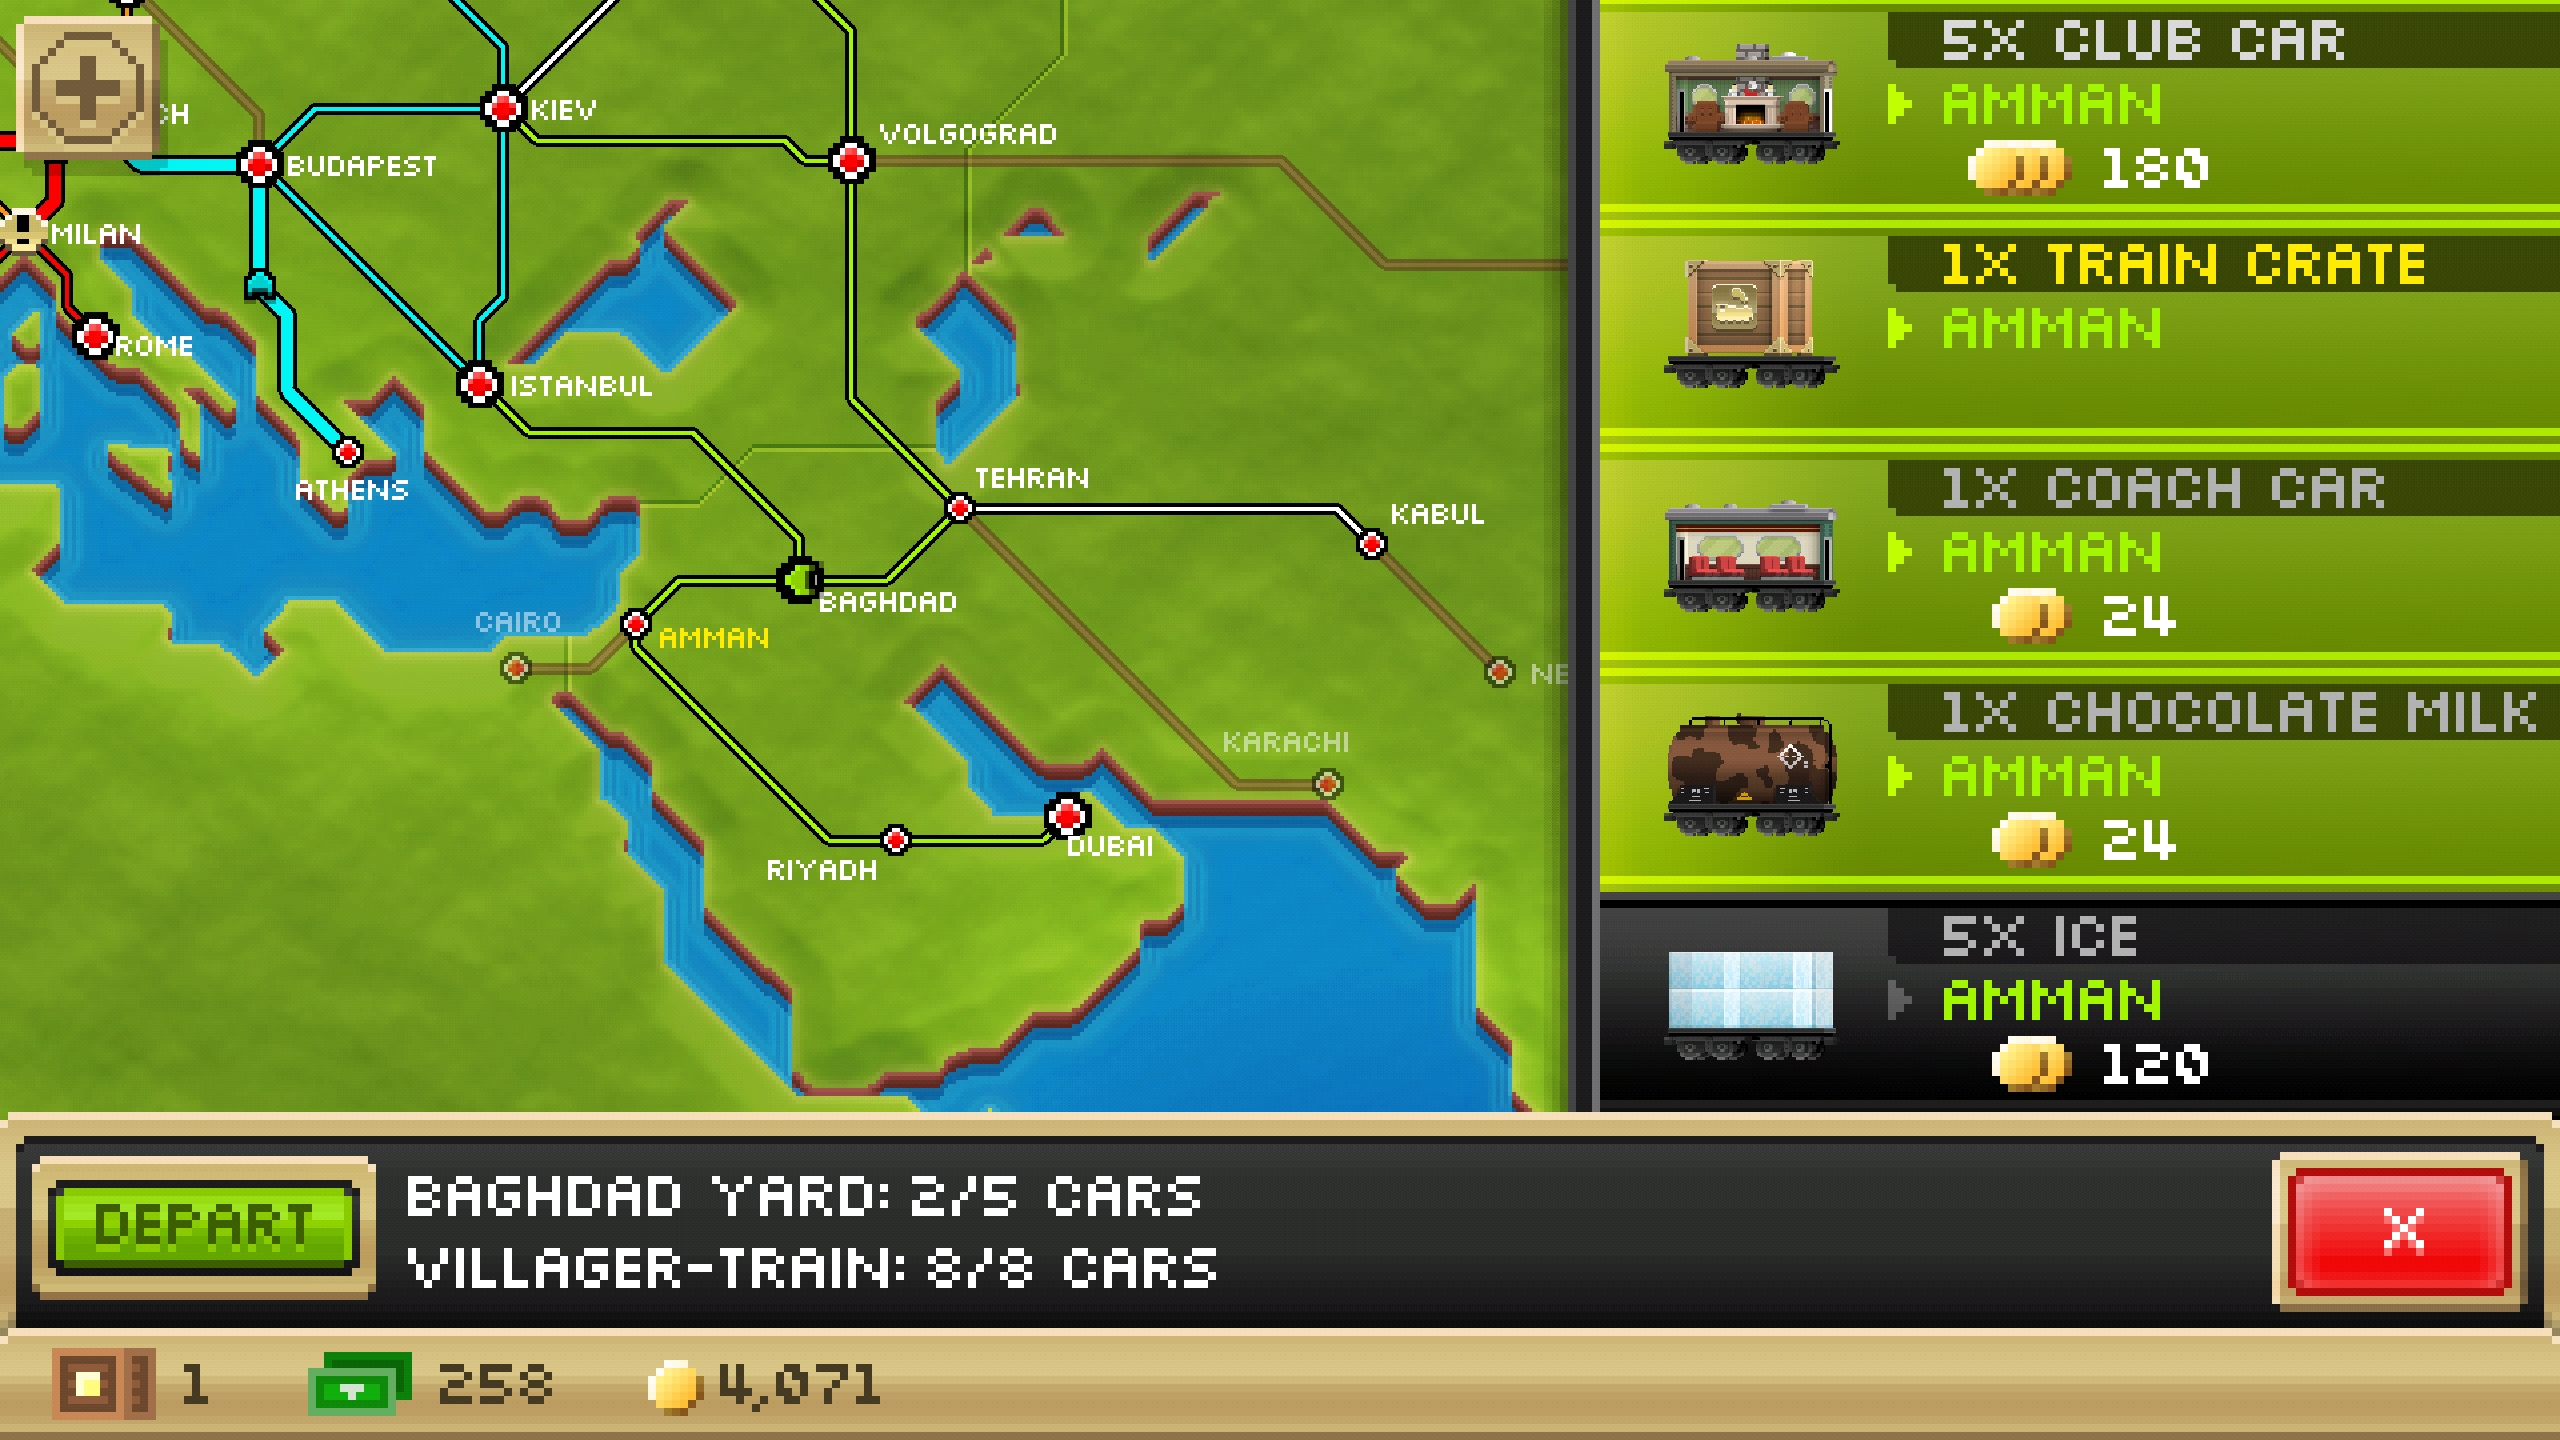 CH
KIEV
VOLGOGRAD
BUDAPEST
MILAN
ROME
ISTANBUL
ATHENS
TEHRAN
KABUL
BAGHDAD
CAIRO
AMMAN
NE
KARACHI
DUBAI
RIYADH
5X CLUB CAR
AMMAN
180
1X TRAIN CRATE
AMMAN
1X COACH CAR
AMMAN
24
1X CHOCOLATE MILK
AMMAN
24
5X ICE
AMMAN
120
DEPART
BAGHDAD YARD: 2/5 CARS
VILLAGER-TRAIN: 8/8 CARS
X
1
258
4,071